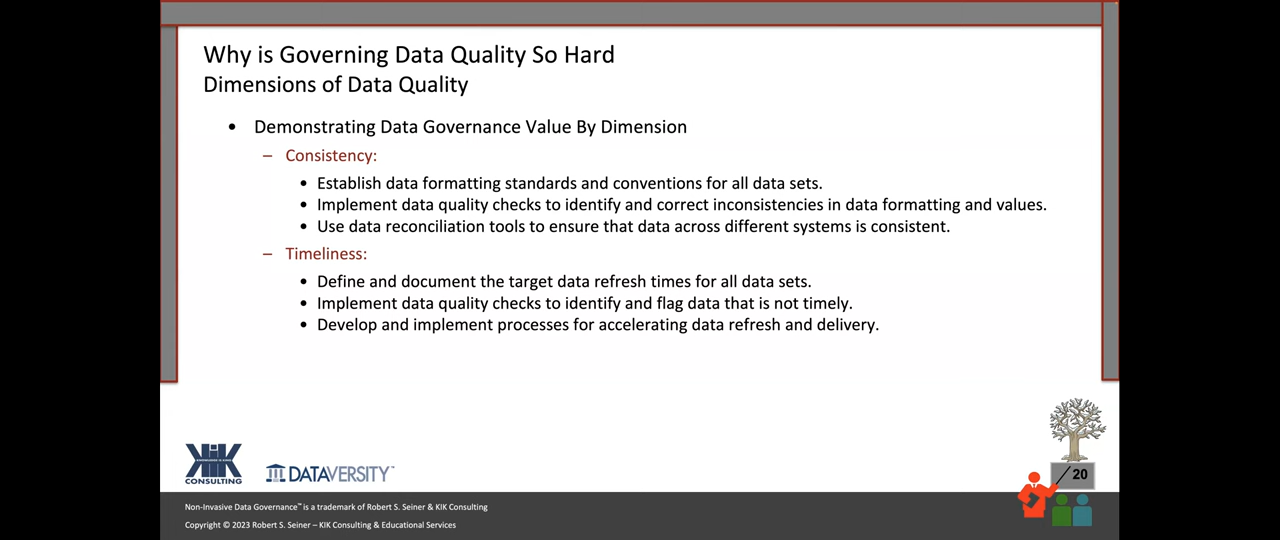 Why is Governing Data Quality So Hard
Dimensions of Data Quality
• Demonstrating Data Governance Value By Dimension
– Consistency:
• Establish data formatting standards and conventions for all data sets.
• Implement data quality checks to identify and correct inconsistencies in data formatting and values.
• Use data reconciliation tools to ensure that data across different systems is consistent.
– Timeliness:
• Define and document the target data refresh times for all data sets.
• Implement data quality checks to identify and flag data that is not timely.
• Develop and implement processes for accelerating data refresh and delivery.
KIK
CONSULTING
DATAVERSITY™
20
Non-Invasive Data Governance™ is a trademark of Robert S. Seiner & KIK Consulting
Copyright © 2023 Robert S. Seiner – KIK Consulting & Educational Services